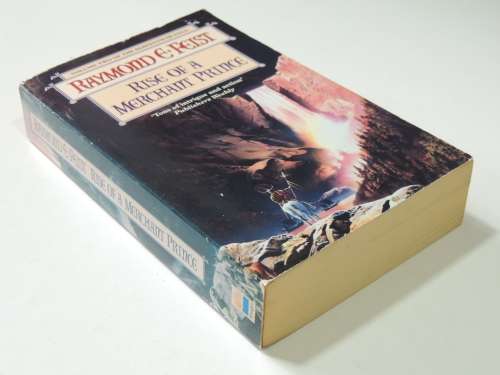 RAYMOND E. FEIST
RISE OF A
MERCHANT PRINCE
'Tons of intrigue and action'
Publishers Weekly
RAYMOND E. FEIST RISE OF A MERCHANT PRINCE